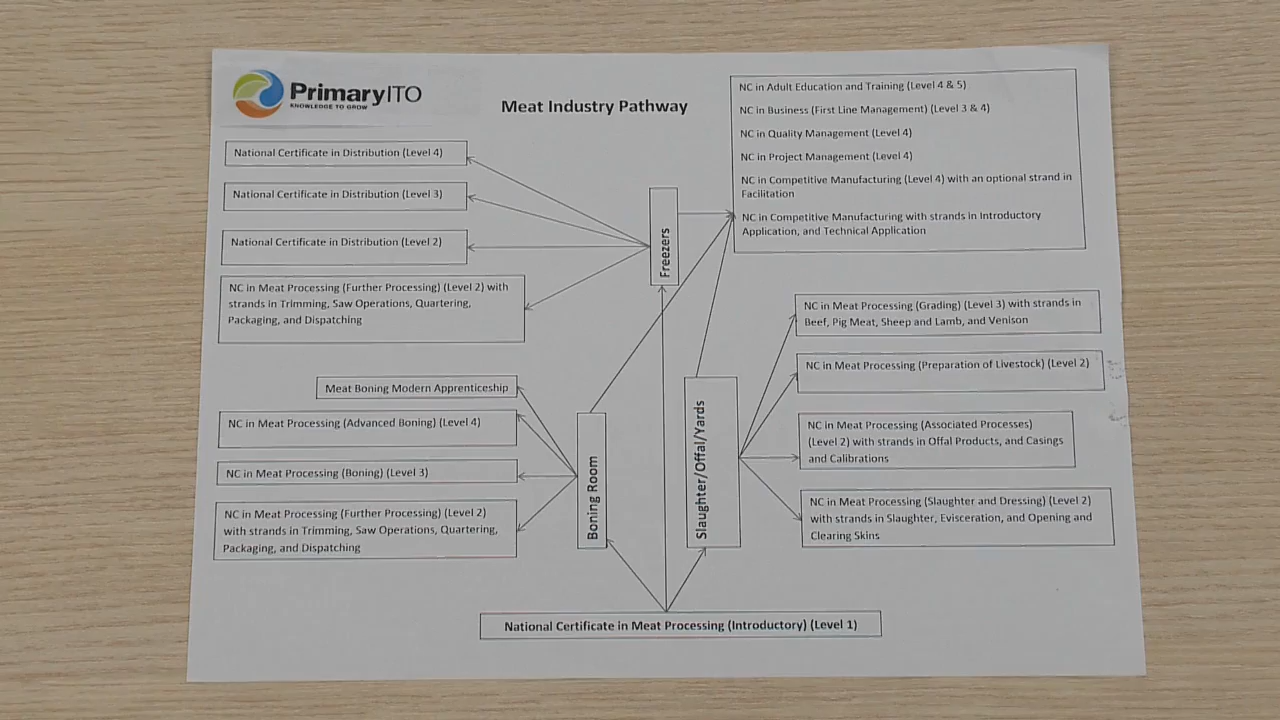 PrimaryITO
KNOWLEDGE TO GROW
Meat Industry Pathway
National Certificate in Distribution (Level 4)
National Certificate in Distribution (Level 3)
National Certificate in Distribution (Level 2)
NC in Meat Processing (Further Processing) (Level 2) with
strands in Trimming, Saw Operations, Quartering,
Packaging, and Dispatching
Freezers
NC in Adult Education and Training (Level 4 & 5)
NC in Business (First Line Management) (Level 3 & 4)
NC in Quality Management (Level 4)
NC in Project Management (Level 4)
NC in Competitive Manufacturing (Level 4) with an optional strand in
Facilitation
NC in Competitive Manufacturing with strands in Introductory
Application, and Technical Application
Meat Boning Modern Apprenticeship
NC in Meat Processing (Advanced Boning) (Level 4)
NC in Meat Processing (Boning) (Level 3)
NC in Meat Processing (Further Processing) (Level 2)
with strands in Trimming, Saw Operations, Quartering,
Packaging, and Dispatching
Boning Room
Slaughter/Offal/Yards
NC in Meat Processing (Grading) (Level 3) with strands in
Beef, Pig Meat, Sheep and Lamb, and Venison
NC in Meat Processing (Preparation of Livestock) (Level 2)
NC in Meat Processing (Associated Processes)
(Level 2) with strands in Offal Products, and Casings
and Calibrations
NC in Meat Processing (Slaughter and Dressing) (Level 2)
with strands in Slaughter, Evisceration, and Opening and
Clearing Skins
National Certificate in Meat Processing (Introductory) (Level 1)